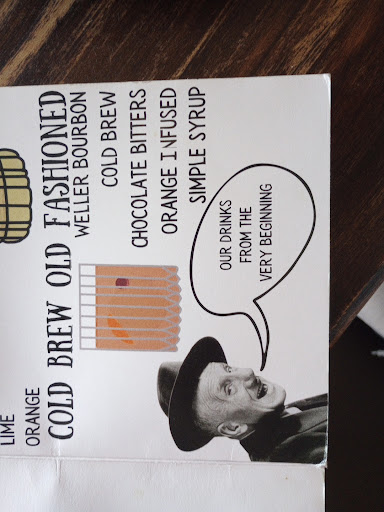 LIME
ORANGE
COLD BREW OLD FASHIONED
WELLER BOURBON
COLD BREW
CHOCOLATE BITTERS
ORANGE INFUSED
SIMPLE SYRUP
OUR DRINKS
FROM THE
VERY BEGINNING